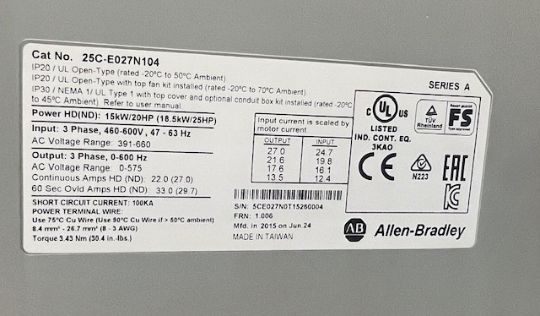 Cat No. 25C-E027N104
IP20 / UL Open-Type (rated -20°C to 50°C Ambient)
IP20 / UL Open-Type with top fan kit installed (rated -20°C to 70°C Ambient)
IP30 / NEMA 1/ UL Type 1 with top cover and optional conduit box kit installed (rated -20°C
to 45°C Ambient) Refer to user manual.
SERIES A
Power HD(ND): 15kW/20HP (18.5kW/25HP)
Input: 3 Phase, 460-600V, 47 - 63 Hz
AC Voltage Range: 391-660
Output: 3 Phase, 0-600 Hz
AC Voltage Range: 0-575
Continuous Amps HD (ND): 22.0 (27.0)
60 Sec Ovld Amps HD (ND): 33.0 (29.7)
SHORT CIRCUIT CURRENT: 100KA
POWER TERMINAL WIRE:
Use 75°C Cu Wire (Use 90°C Cu Wire if > 50°C ambient)
8.4 mm² - 26.7 mm² (8 - 3 AWG)
Torque 3.43 Nm (30.4 in.-lbs.)
Input current is scaled by
motor current
OUTPUT INPUT
27.0 24.7
21.6 19.8
17.6 16.1
13.5 12.4
S/N:
FRN: 1.006
Mfd. in 2015 on Jun 24
MADE IN TAIWAN
C UL US
LISTED
IND. CONT. EQ.
3KAO
TÜV
Rheinland
FS
Type approved
CE
N223
EAC
AB Allen-Bradley